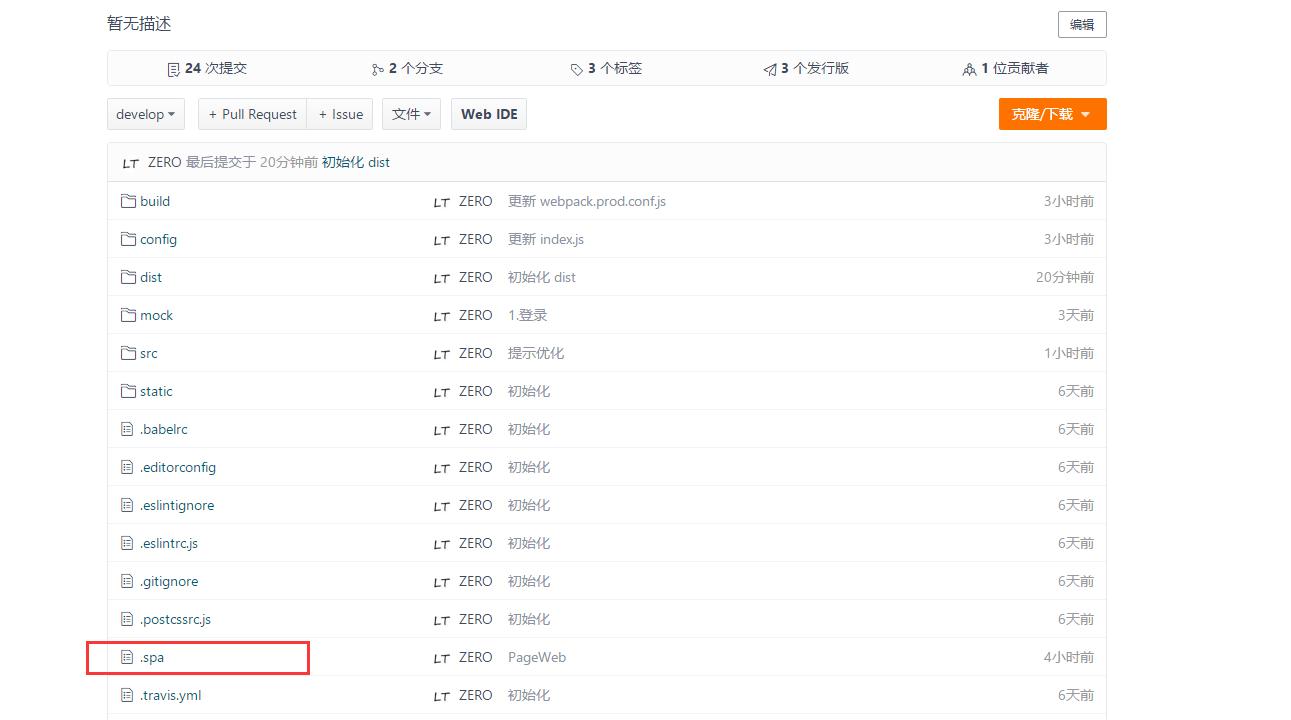 暂无描述 编辑
24 次提交 2 个分支 3 个标签 3 个发行版 1 位贡献者
develop + Pull Request + Issue 文件 Web IDE 克隆/下载
LT ZERO 最后提交于 20分钟前 初始化 dist
build LT ZERO 更新 webpack.prod.conf.js 3小时前
config LT ZERO 更新 index.js 3小时前
dist LT ZERO 初始化 dist 20分钟前
mock LT ZERO 1.登录 3天前
src LT ZERO 提示优化 1小时前
static LT ZERO 初始化 6天前
.babelrc LT ZERO 初始化 6天前
.editorconfig LT ZERO 初始化 6天前
.eslintignore LT ZERO 初始化 6天前
.eslintrc.js LT ZERO 初始化 6天前
.gitignore LT ZERO 初始化 6天前
.postcssrc.js LT ZERO 初始化 6天前
.spa LT ZERO PageWeb 4小时前
.travis.yml LT ZERO 初始化 6天前